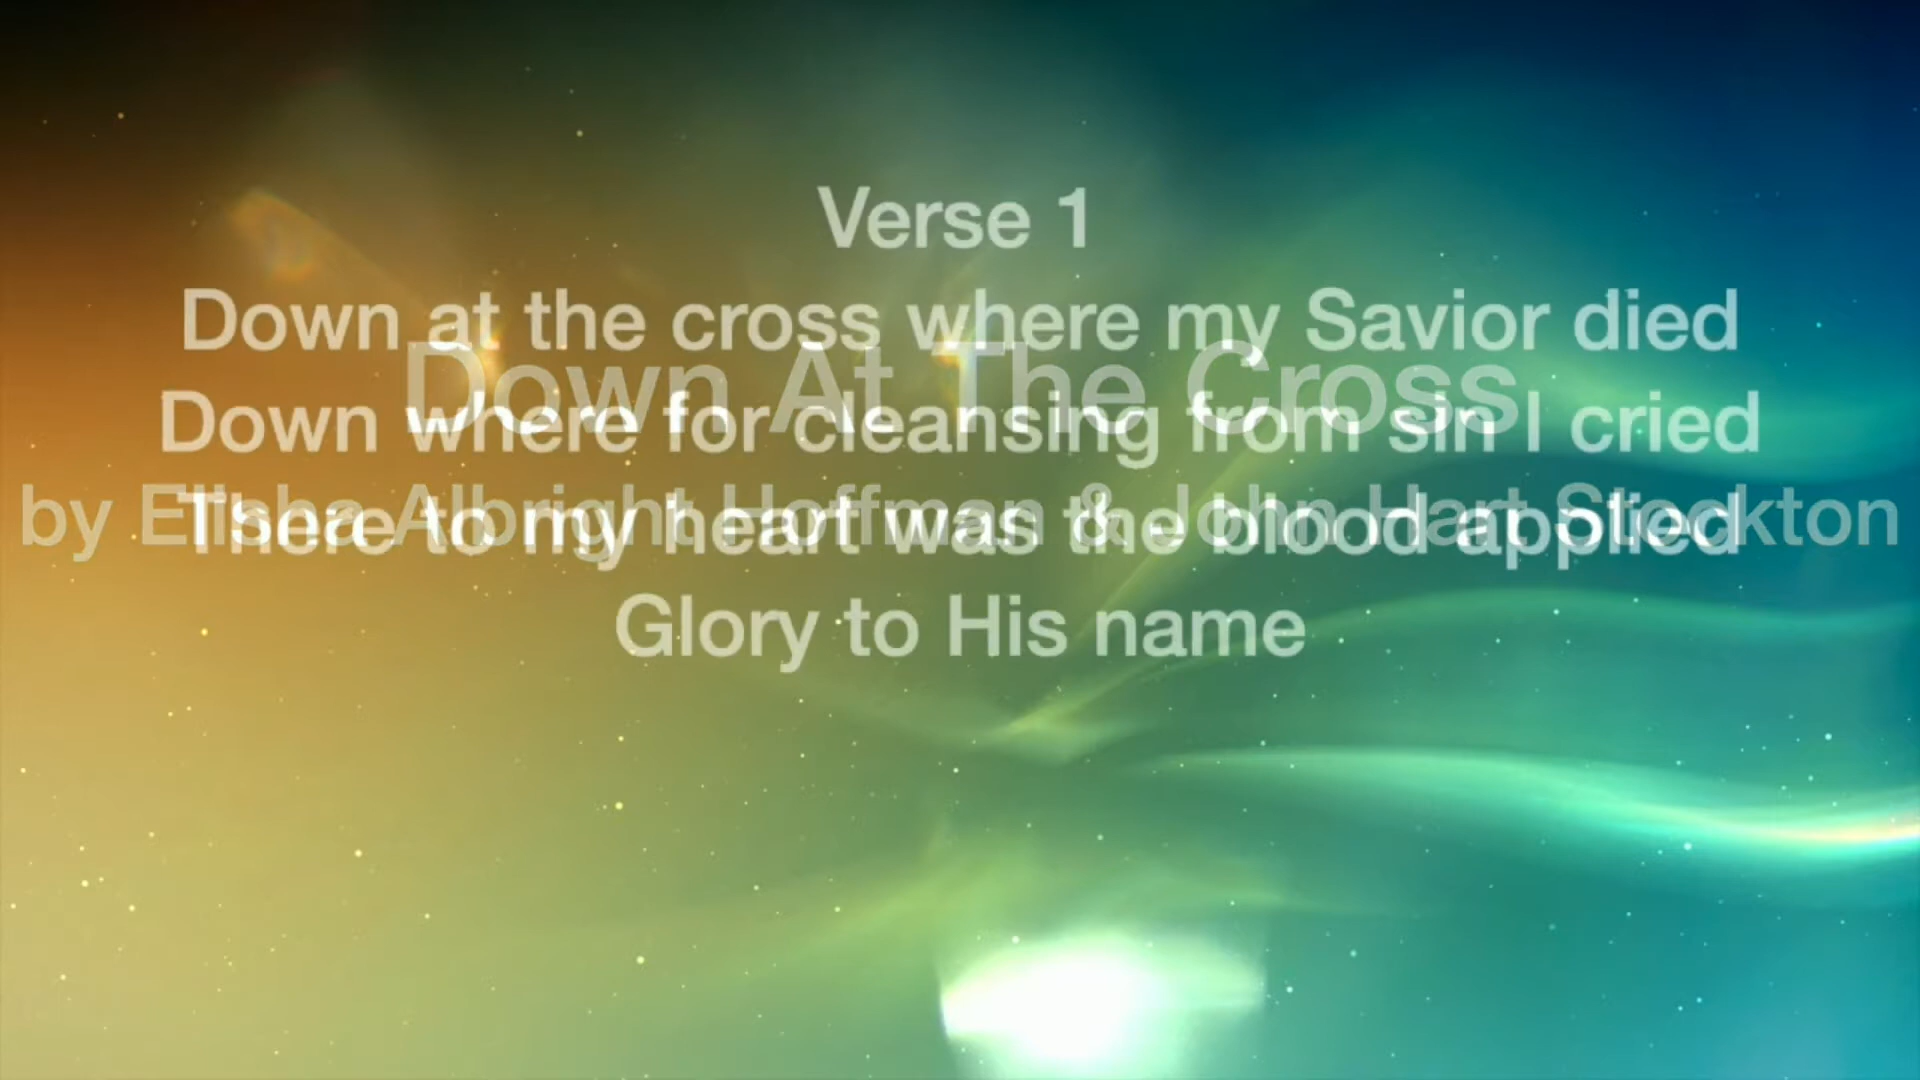 Verse 1
Down at the cross where my Savior died
Down At The Cross
Down where for cleansing from sin I cried
by Elisha Albright Hoffman & John Hart Stockton
There to my heart was the blood applied
Glory to His name